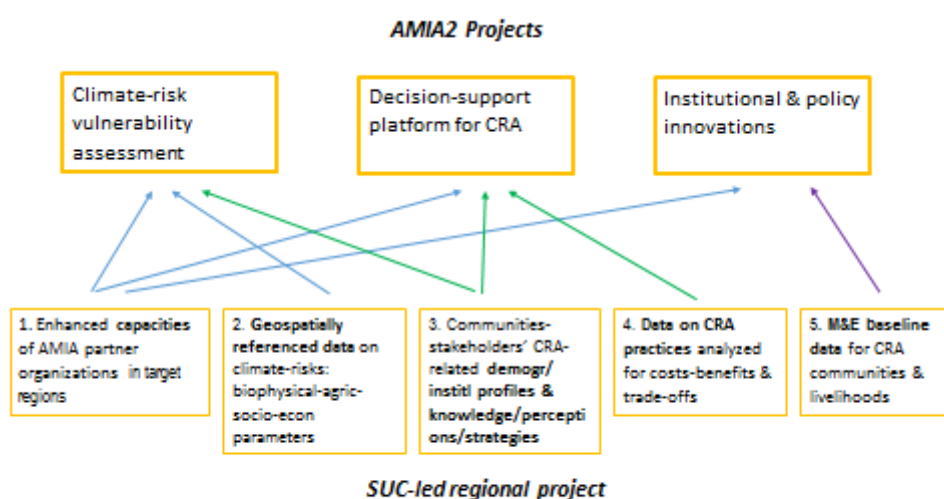 AMIA2 Projects
Climate-risk
vulnerability
assessment
Decision-support
platform for CRA
Institutional & policy
innovations
1. Enhanced capacities
of AMIA partner
organizations in target
regions
2. Geospatially
referenced data on
climate-risks:
biophysical-agric-
socio-econ
parameters
3. Communities-
stakeholders’ CRA-
related demogr/
institl profiles &
knowledge/percepti
ons/strategies
4. Data on CRA
practices analyzed
for costs-benefits &
trade-offs
5. M&E baseline
data for CRA
communities &
livelihoods
SUC-led regional project